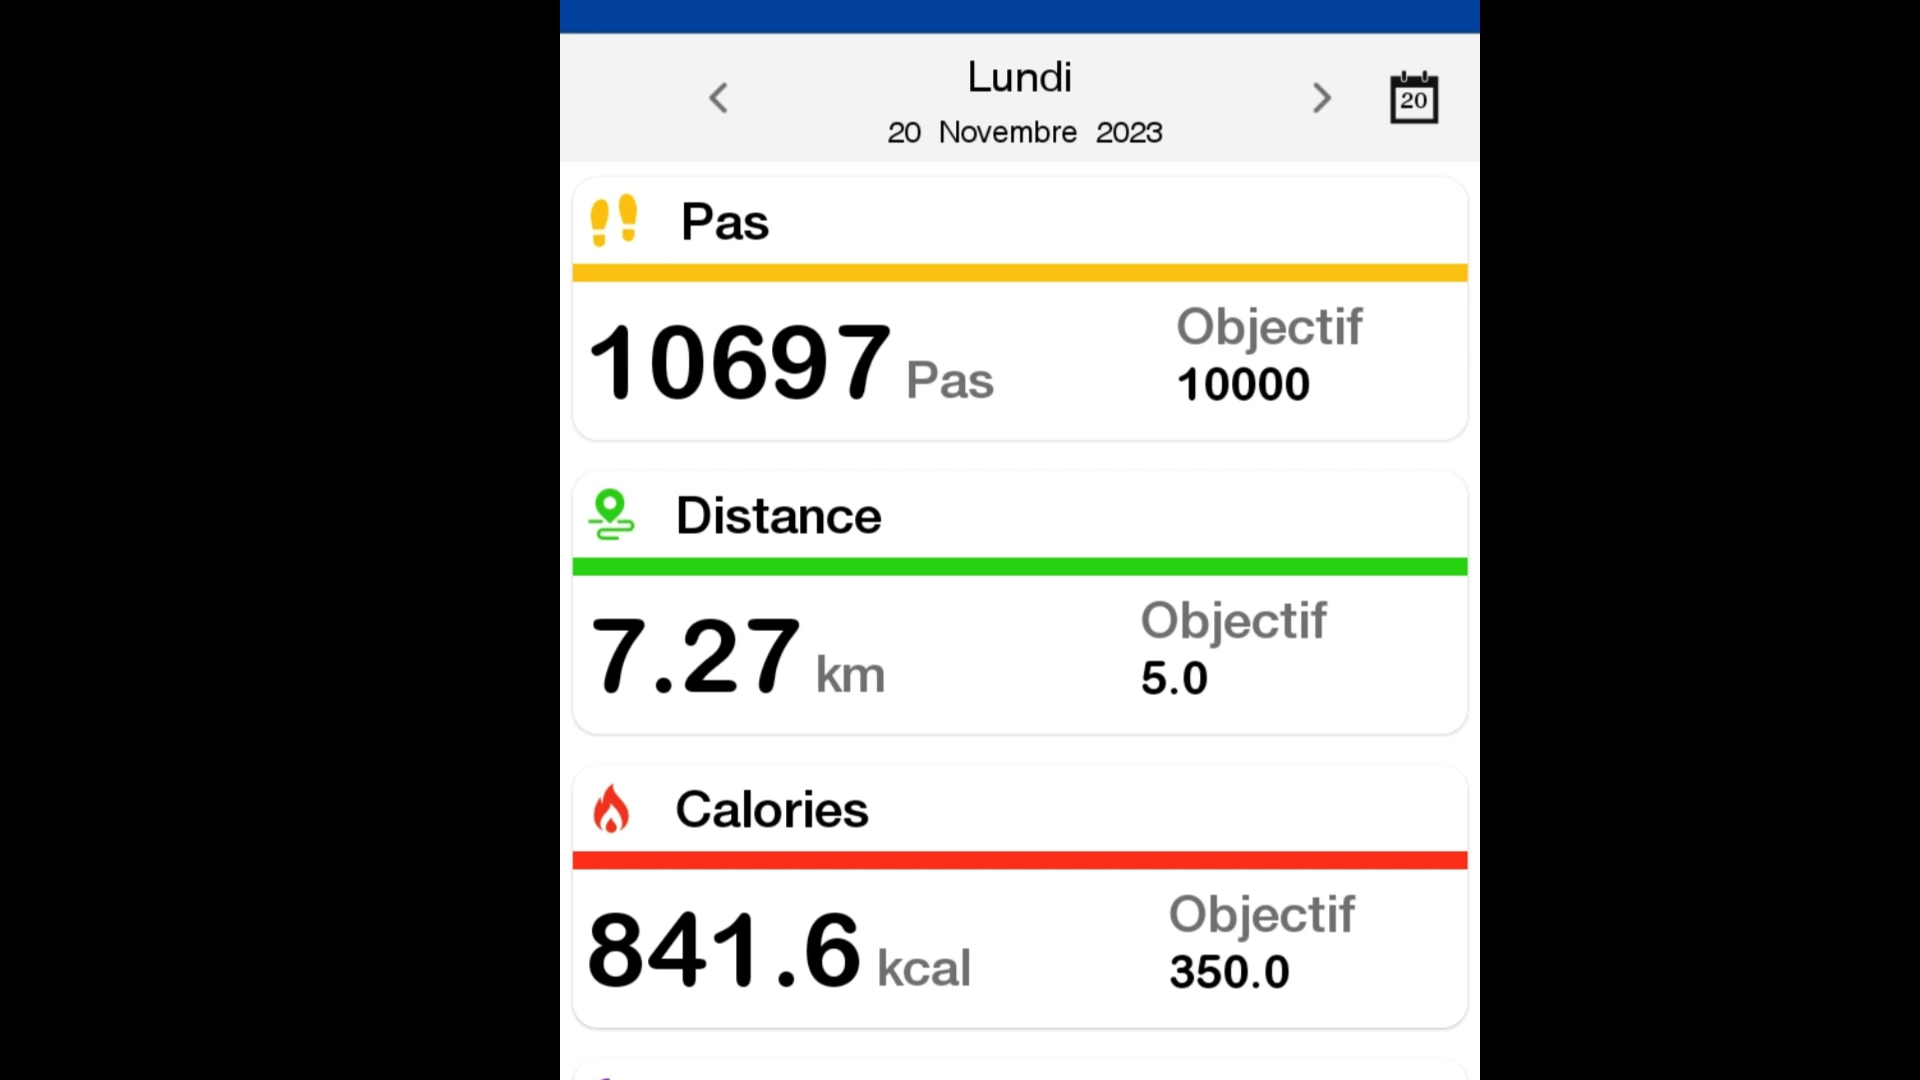 Lundi
20 Novembre 2023
20
Pas
10697 Pas
Objectif
10000
Distance
7.27 km
Objectif
5.0
Calories
841.6 kcal
Objectif
350.0